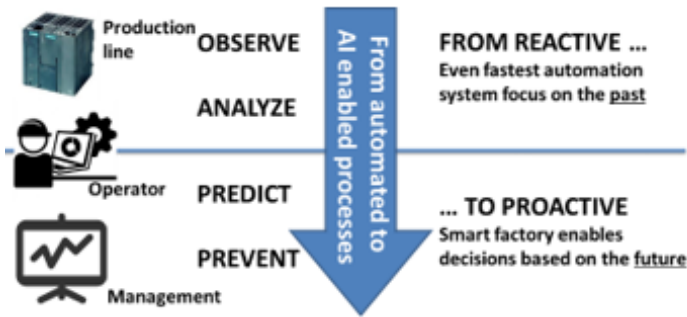 Production
line
OBSERVE
ANALYZE
Operator
PREDICT
PREVENT
Management
From automated to
AI enabled processes
FROM REACTIVE ...
Even fastest automation
system focus on the past
... TO PROACTIVE
Smart factory enables
decisions based on the future